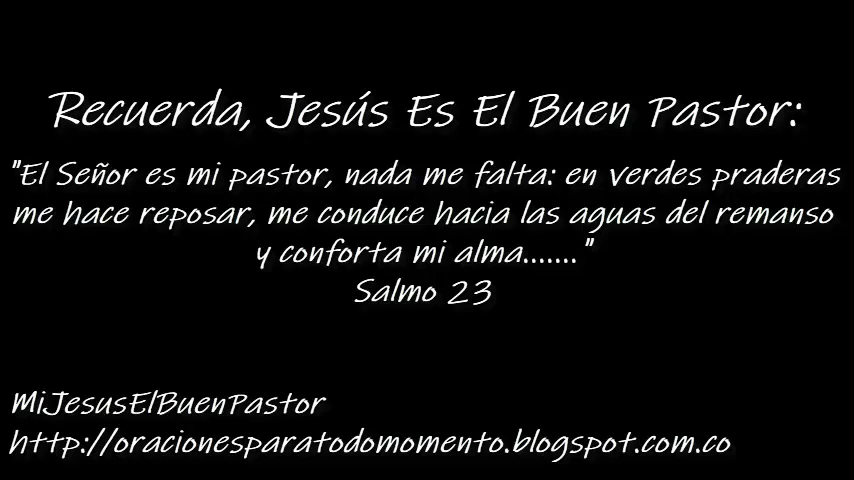 Recuerda, Jesús Es El Buen Pastor:
"El Señor es mi pastor, nada me falta: en verdes praderas
me hace reposar, me conduce hacia las aguas del remanso
y conforta mi alma......."
Salmo 23
MiJesusElBuenPastor
http://oracionesparatodomomento.blogspot.com.co